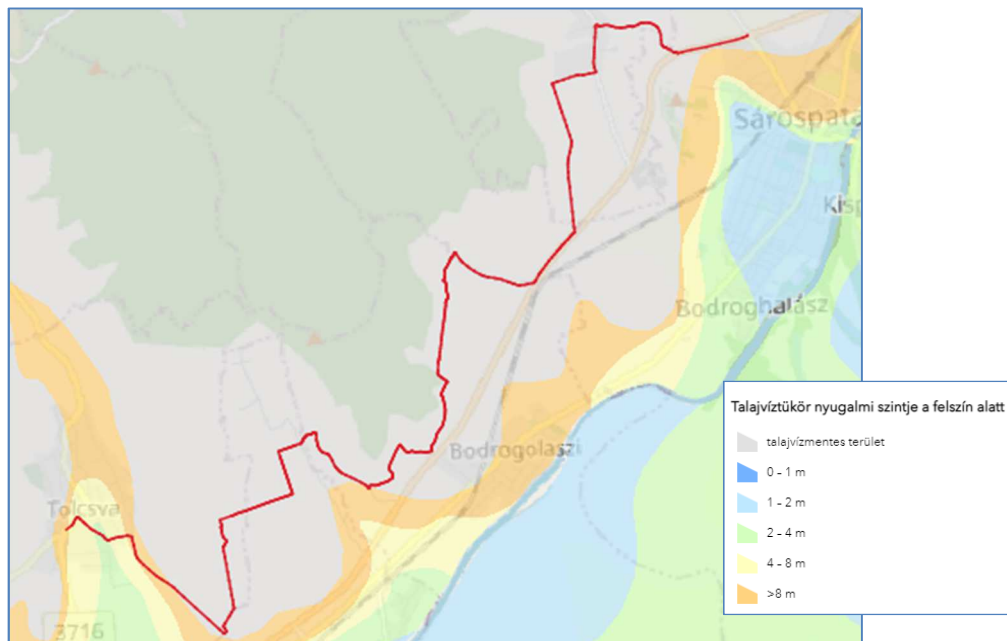 Sárospata
Kisp
Bodroghalász
Bodrogolaszi
Tolcsva
3716
Talajvíztükör nyugalmi szintje a felszín alatt
talajvízmentes terület
0 - 1 m
1 - 2 m
2 - 4 m
4 - 8 m
>8 m